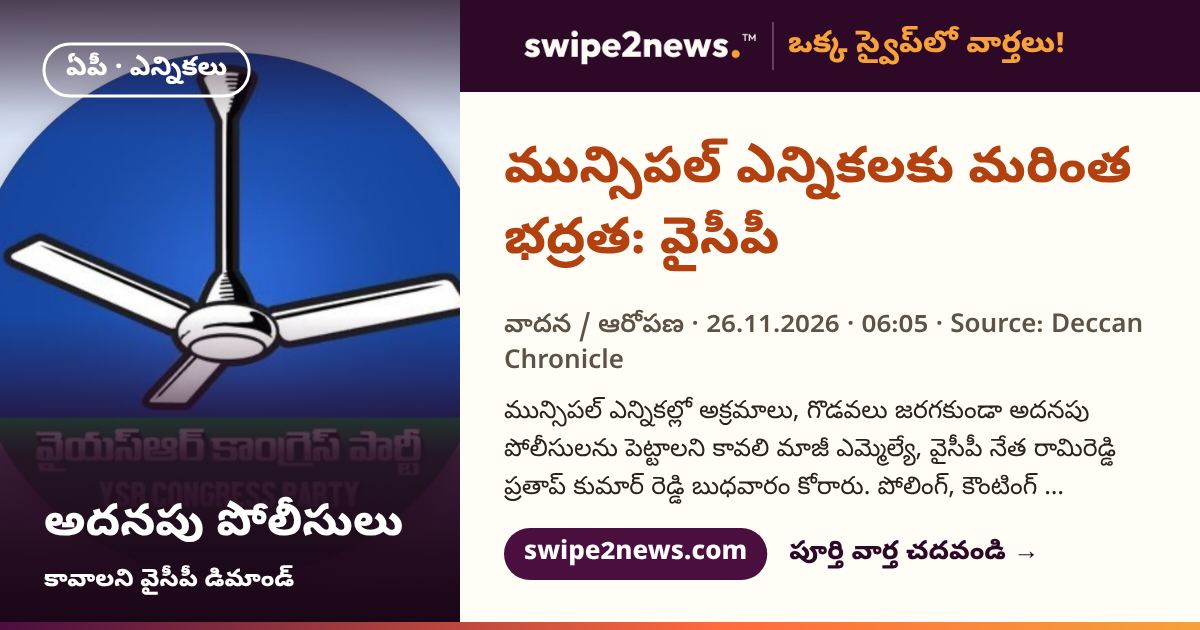 ఏపీ · ఎన్నికలు
వైయస్ఆర్ కాంగ్రెస్ పార్టీ
YSR CONGRESS PARTY
అదనపు పోలీసులు
కావాలని వైసీపీ డిమాండ్
swipe2news.™
ఒక్క స్వైప్‌లో వార్తలు!
మున్సిపల్ ఎన్నికలకు మరింత
భద్రత: వైసీపీ
వాదన / ఆరోపణ · 26.11.2026 · 06:05 · Source: Deccan
Chronicle
మున్సిపల్ ఎన్నికల్లో అక్రమాలు, గొడవలు జరగకుండా అదనపు
పోలీసులను పెట్టాలని కావలి మాజీ ఎమ్మెల్యే, వైసీపీ నేత రామిరెడ్డి
ప్రతాప్ కుమార్ రెడ్డి బుధవారం కోరారు. పోలింగ్, కౌంటింగ్ ...
swipe2news.com
పూర్తి వార్త చదవండి →